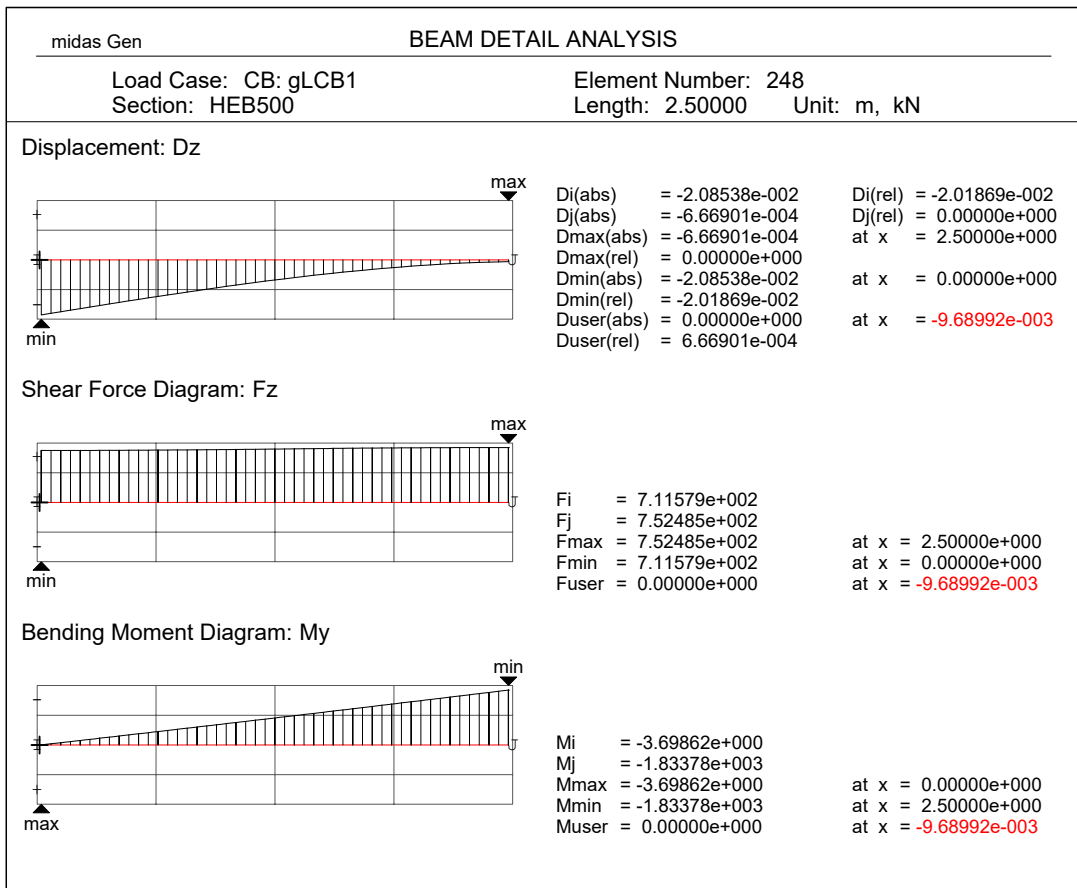 midas Gen BEAM DETAIL ANALYSIS
Load Case: CB: gLCB1 Element Number: 248
Section: HEB500 Length: 2.50000 Unit: m, kN
Displacement: Dz
max
min
Di(abs) = -2.08538e-002 Di(rel) = -2.01869e-002
Dj(abs) = -6.66901e-004 Dj(rel) = 0.00000e+000
Dmax(abs) = -6.66901e-004 at x = 2.50000e+000
Dmax(rel) = 0.00000e+000
Dmin(abs) = -2.08538e-002 at x = 0.00000e+000
Dmin(rel) = -2.01869e-002
Duser(abs) = 0.00000e+000 at x = -9.68992e-003
Duser(rel) = 6.66901e-004
Shear Force Diagram: Fz
max
min
Fi = 7.11579e+002
Fj = 7.52485e+002
Fmax = 7.52485e+002 at x = 2.50000e+000
Fmin = 7.11579e+002 at x = 0.00000e+000
Fuser = 0.00000e+000 at x = -9.68992e-003
Bending Moment Diagram: My
min
max
Mi = -3.69862e+000
Mj = -1.83378e+003
Mmax = -3.69862e+000 at x = 0.00000e+000
Mmin = -1.83378e+003 at x = 2.50000e+000
Muser = 0.00000e+000 at x = -9.68992e-003